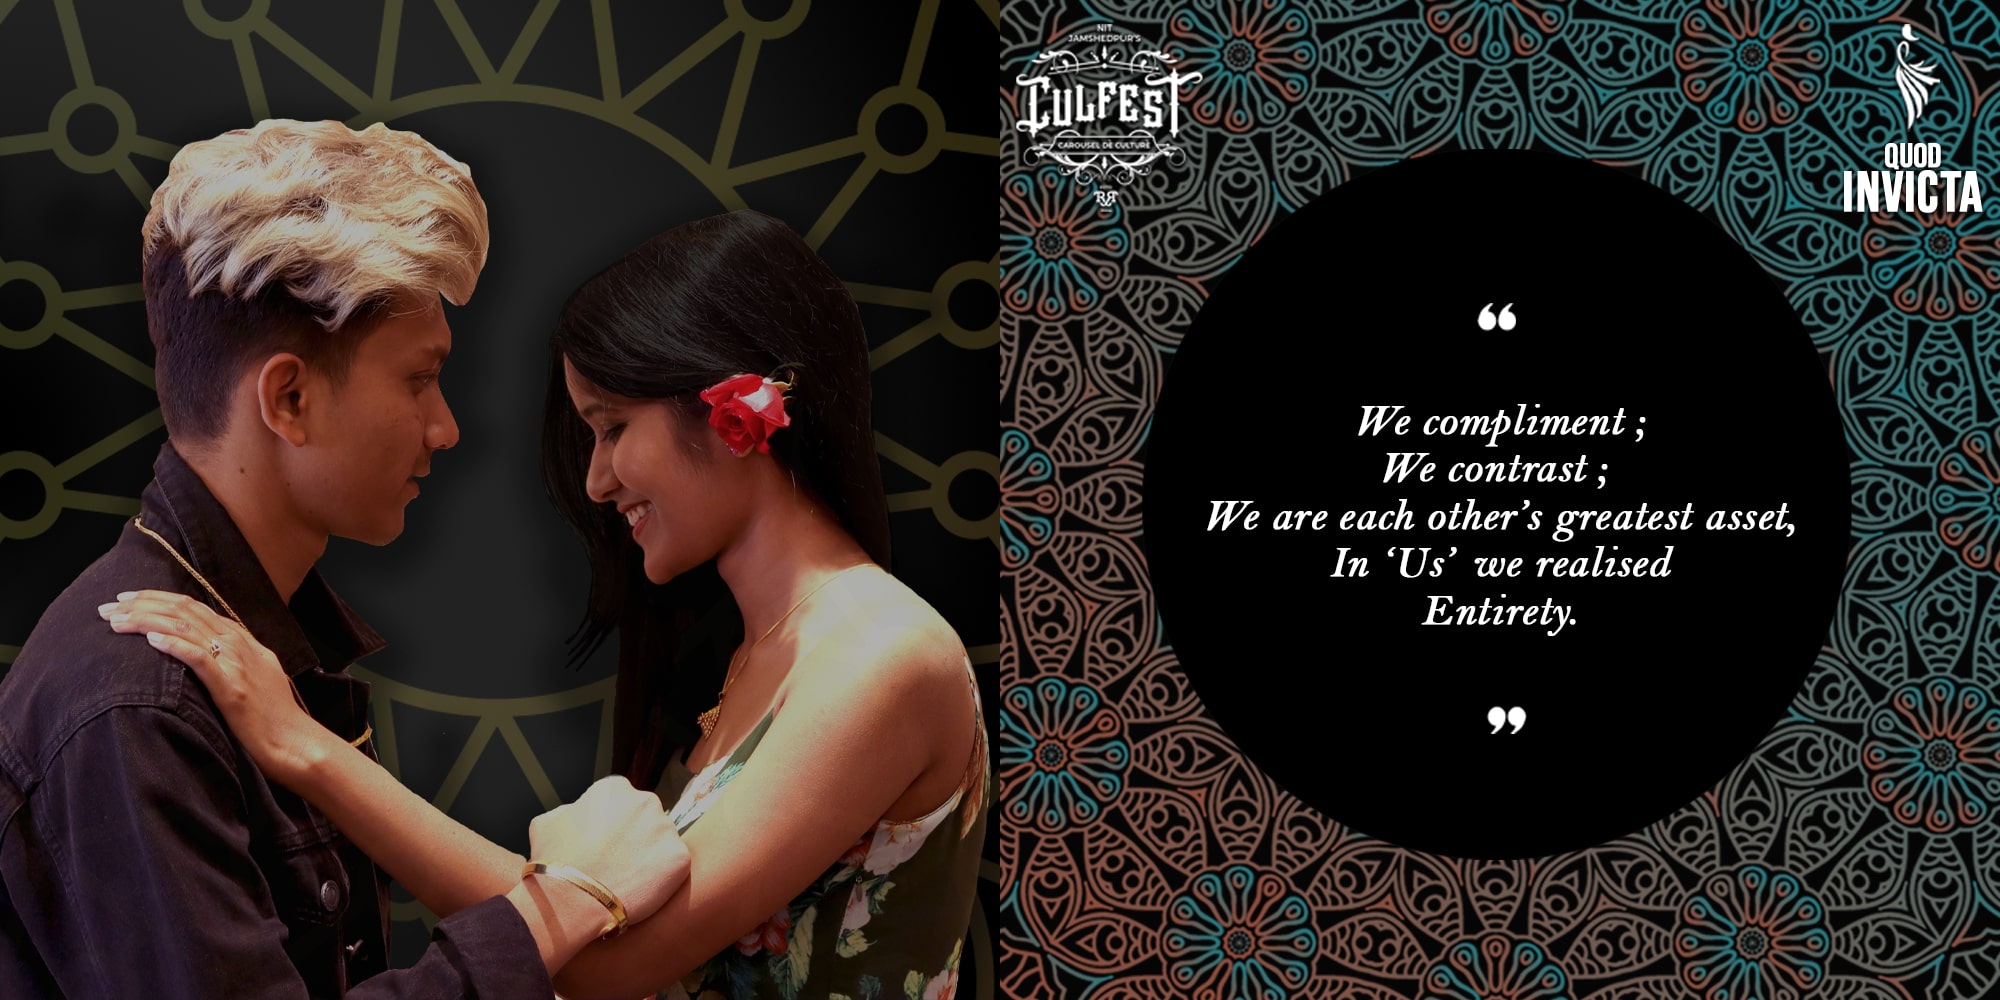 NIT
JAMSHEDPUR'S
CULFEST
CAROUSEL DE CULTURE
QUOD
INVICTA
“
We compliment ;
We contrast ;
We are each other’s greatest asset,
In ‘Us’ we realised
Entirety.
”